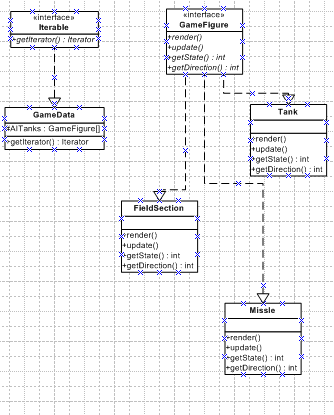 «interface»
Iterable
+getIterator() : Iterator
GameData
#AITanks : GameFigure[]
+getIterator() : Iterator
«interface»
GameFigure
+render()
+update()
+getState() : int
+getDirection() : int
Tank
+render()
+update()
+getState() : int
+getDirection() : int
FieldSection
+render()
+update()
+getState() : int
+getDirection() : int
Missle
+render()
+update()
+getState() : int
+getDirection() : int